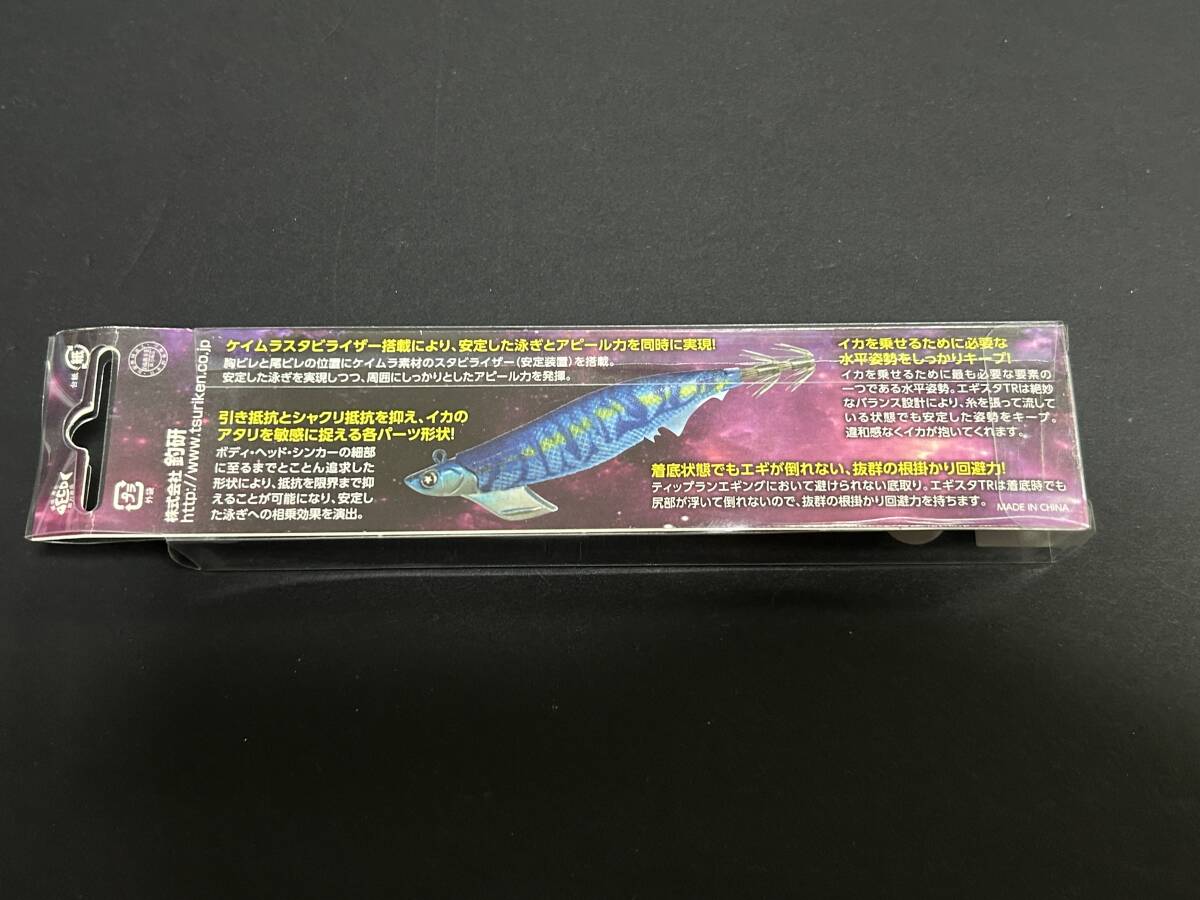 ケイムラスタビライザー搭載により、安定した泳ぎとアピール力を同時に実現!
胸ビレと尾ビレの位置にケイムラ素材のスタビライザー(安定装置)を搭載。
安定した泳ぎを実現しつつ、周囲にしっかりとしたアピール力を発揮。
引き抵抗とシャクリ抵抗を抑え、イカの
アタリを敏感に捉える各パーツ形状!
ボディ・ヘッド・シンカーの細部
に至るまでとことん追求した
形状により、抵抗を限界まで抑
えることが可能になり、安定し
た泳ぎへの相乗効果を演出。
イカを乗せるために必要な
水平姿勢をしっかりキープ!
イカを乗せるために最も必要な要素の
一つである水平姿勢。エギスタTRは絶妙
なバランス設計により、糸を張って流して
いる状態でも安定した姿勢をキープ。
違和感なくイカが抱いてくれます。
着底状態でもエギが倒れない、抜群の根掛かり回避力!
ティップランエギングにおいて避けられない底取り。エギスタTRは着底時でも
尻部が浮いて倒れないので、抜群の根掛かり回避力を持ちます。
MADE IN CHINA
株式会社 釣研
http://www.tsuriken.co.jp
台紙
紙
プラ
外袋